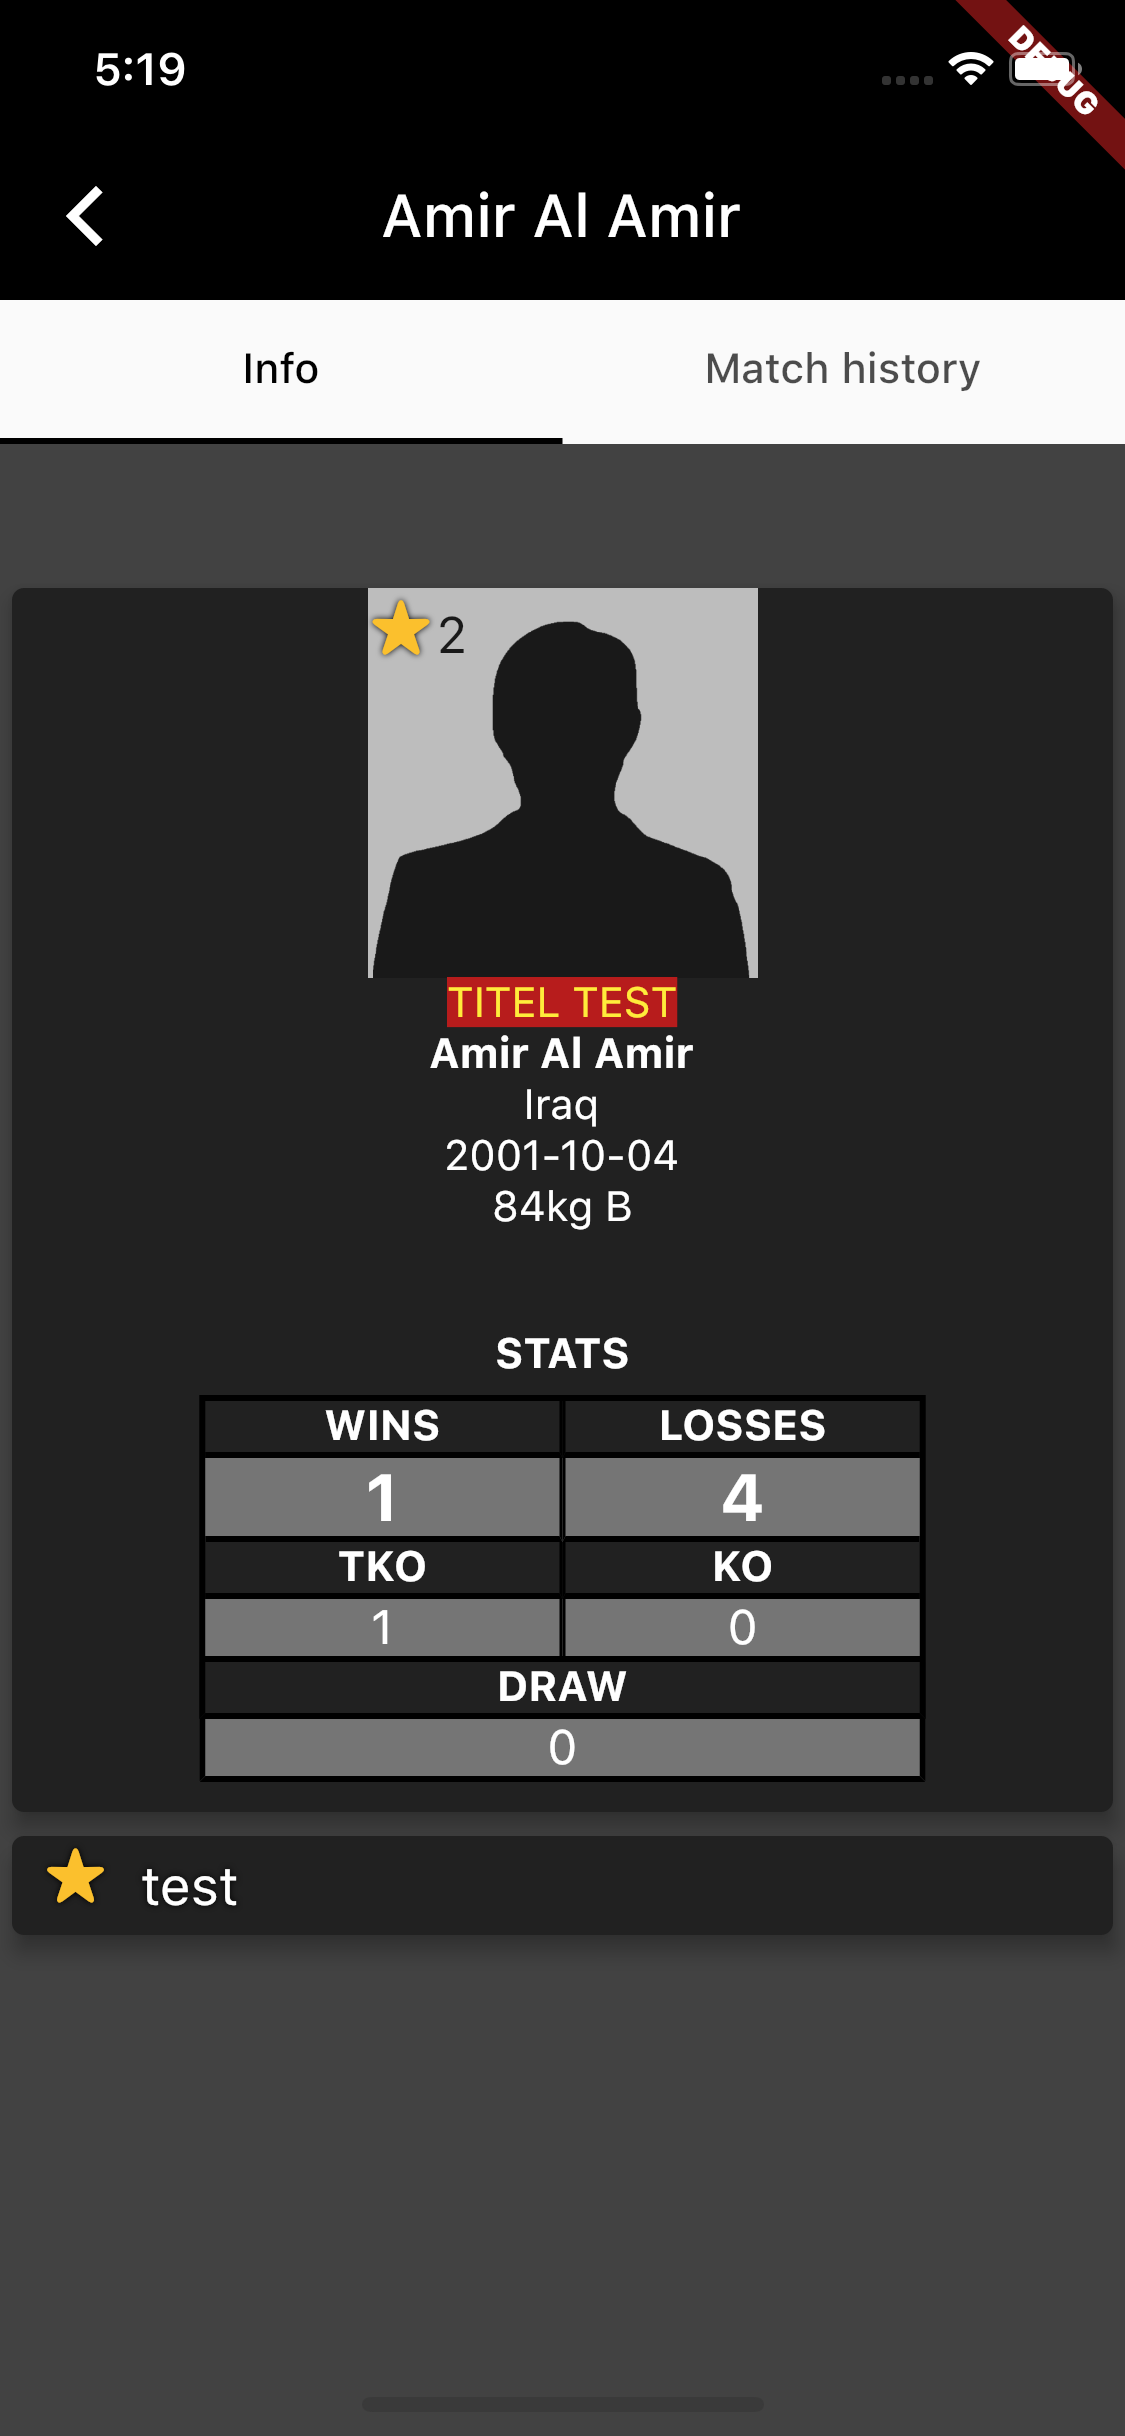 5:19
DEBUG
Amir Al Amir
Info Match history
2
TITEL TEST
Amir Al Amir
Iraq
2001-10-04
84kg B
STATS
WINS LOSSES
1 4
TKO KO
1 0
DRAW
0
test